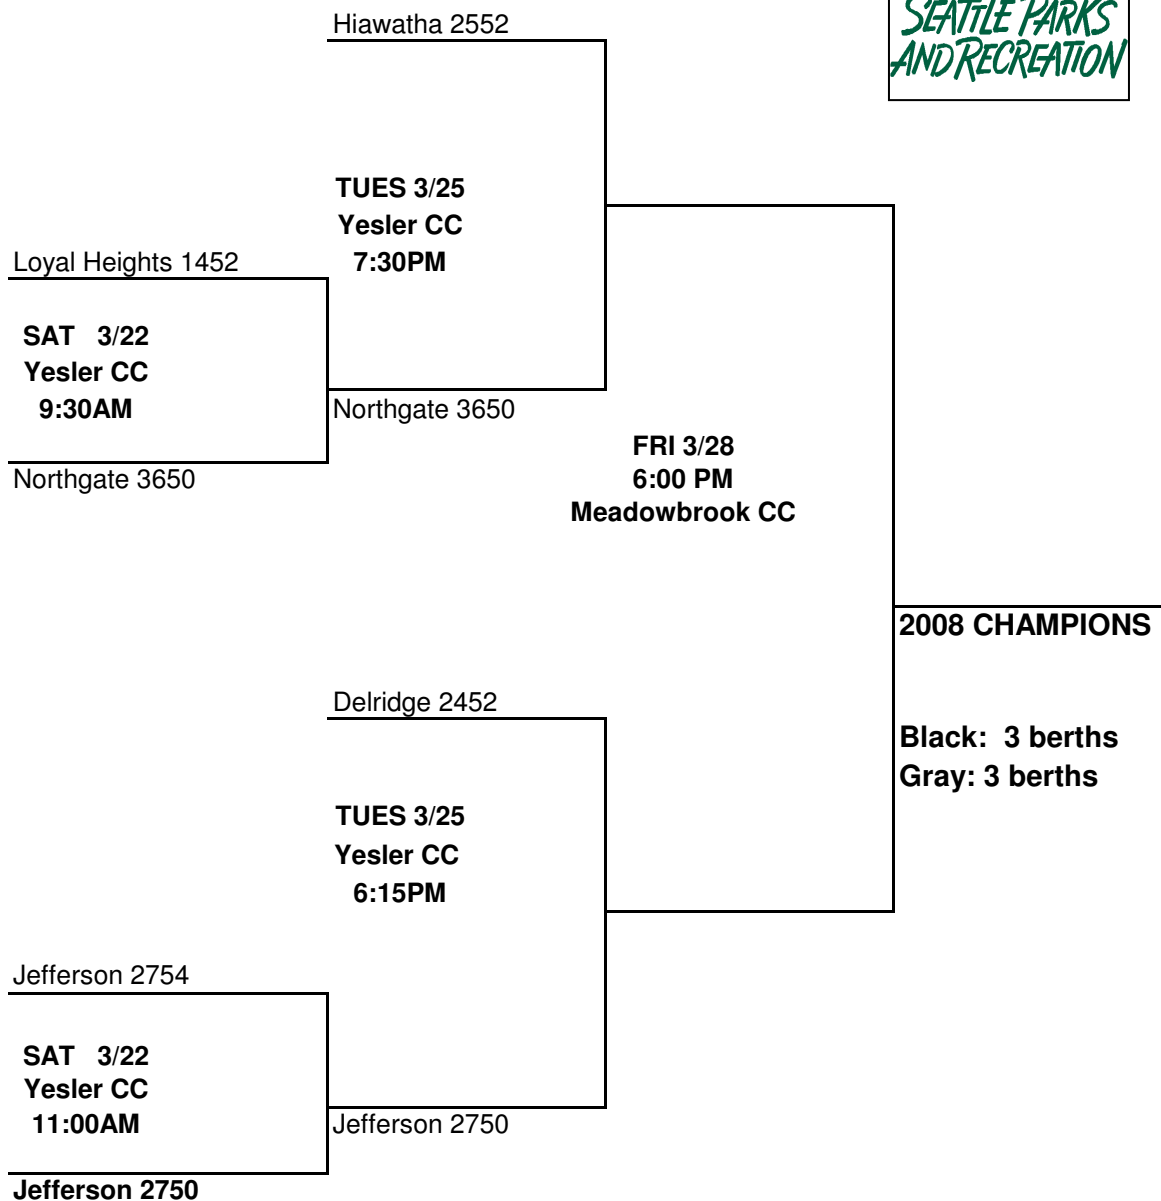 SEATTLE PARKS
AND RECREATION
Hiawatha 2552
TUES 3/25
Yesler CC
7:30PM
Loyal Heights 1452
SAT 3/22
Yesler CC
9:30AM
Northgate 3650
Northgate 3650
FRI 3/28
6:00 PM
Meadowbrook CC
2008 CHAMPIONS
Black: 3 berths
Gray: 3 berths
Delridge 2452
TUES 3/25
Yesler CC
6:15PM
Jefferson 2754
SAT 3/22
Yesler CC
11:00AM
Jefferson 2750
Jefferson 2750